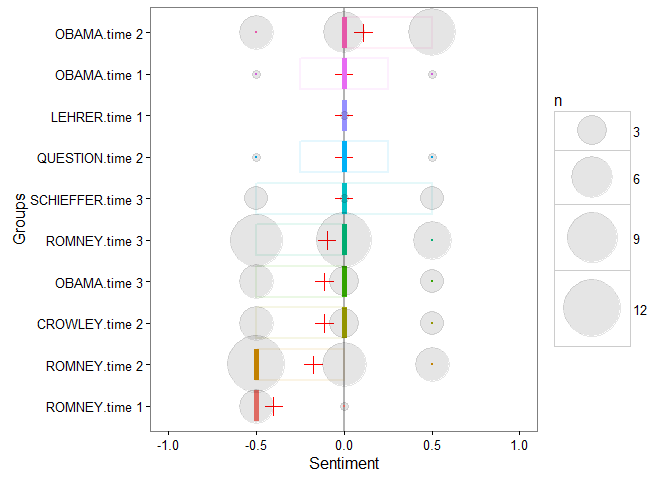 OBAMA.time 2
OBAMA.time 1
LEHRER.time 1
QUESTION.time 2
SCHIEFFER.time 3
ROMNEY.time 3
OBAMA.time 3
CROWLEY.time 2
ROMNEY.time 2
ROMNEY.time 1
Groups
-1.0 -0.5 0.0 0.5 1.0
Sentiment
n
3
6
9
12